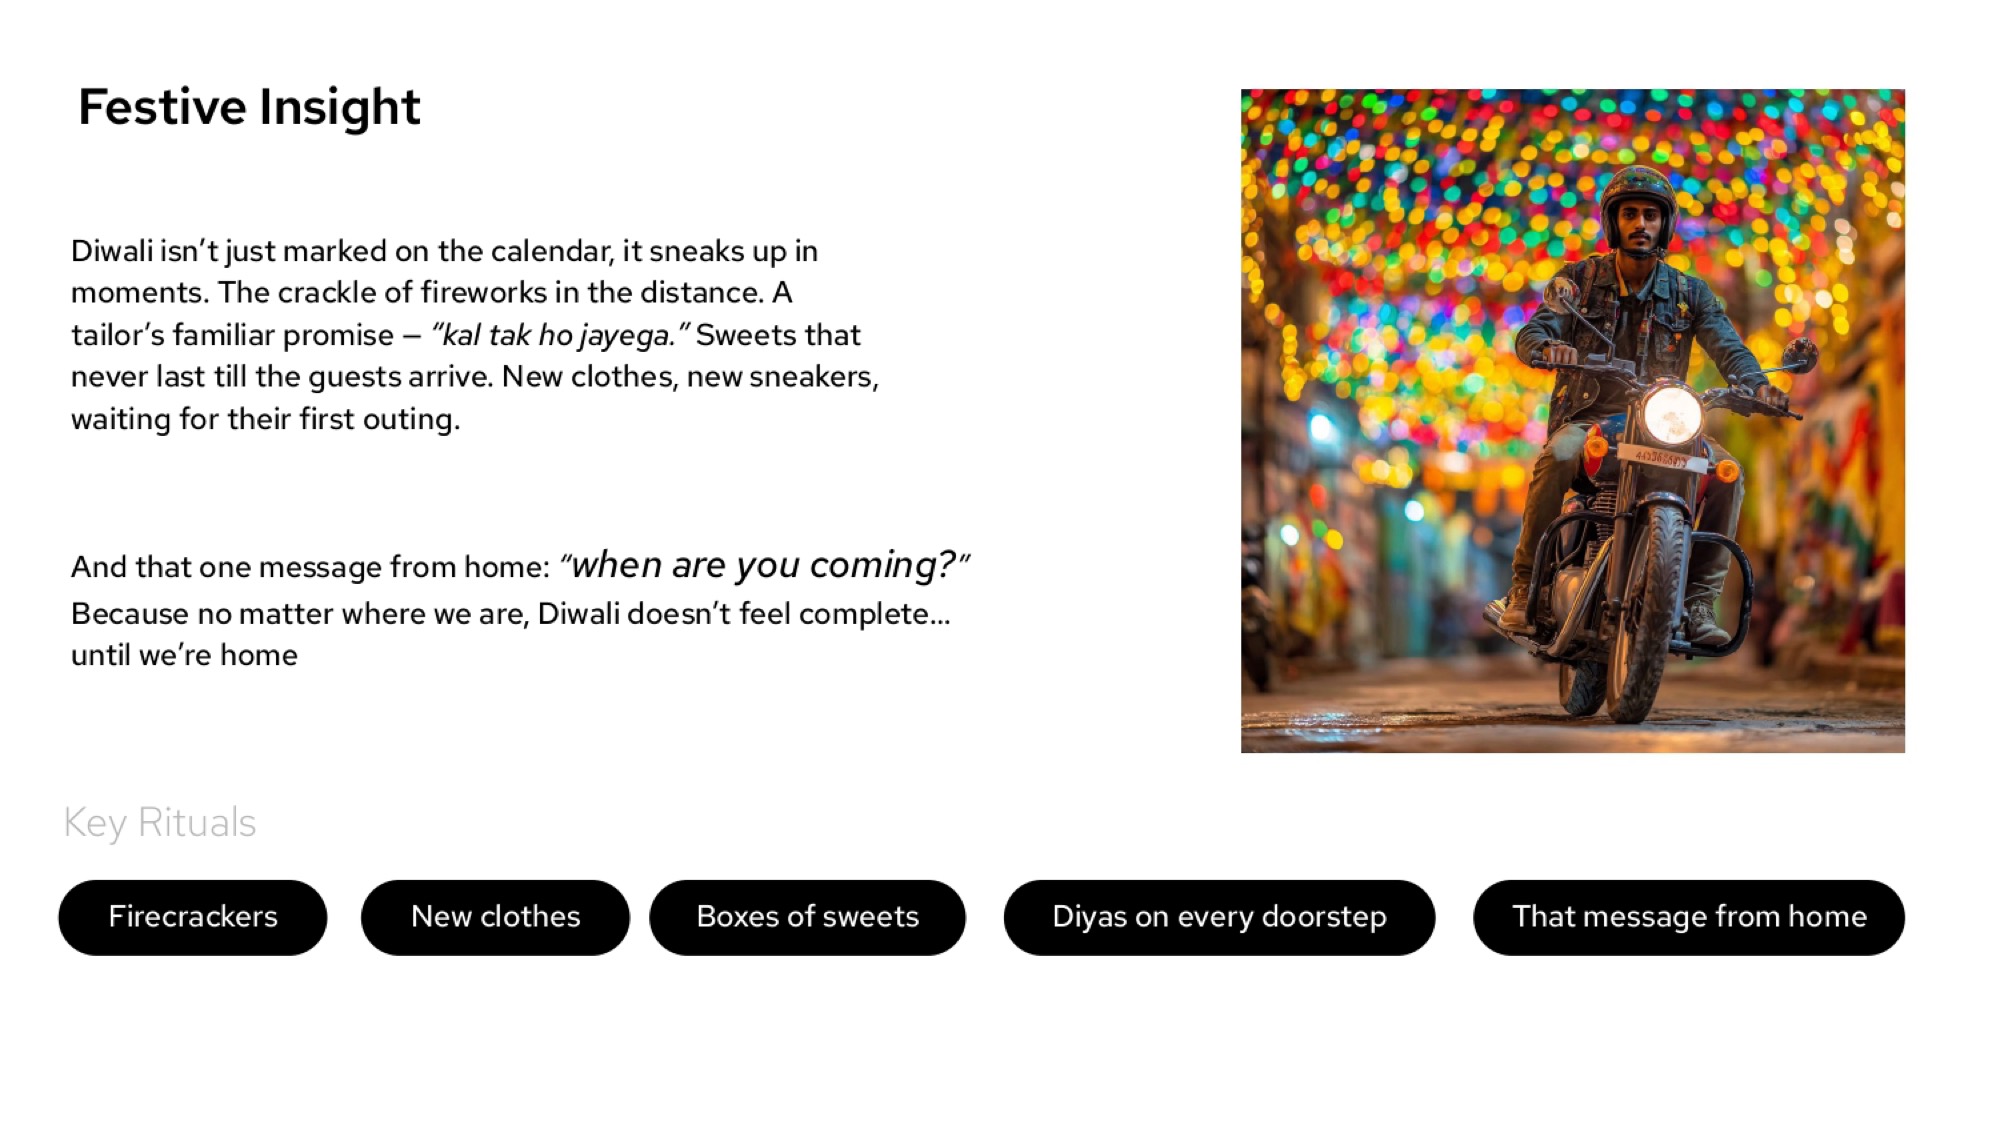 Festive Insight
Diwali isn’t just marked on the calendar, it sneaks up in
moments. The crackle of fireworks in the distance. A
tailor’s familiar promise – “kal tak ho jayega.” Sweets that
never last till the guests arrive. New clothes, new sneakers,
waiting for their first outing.
And that one message from home: “when are you coming?”
Because no matter where we are, Diwali doesn’t feel complete...
until we’re home
Key Rituals
Firecrackers
New clothes
Boxes of sweets
Diyas on every doorstep
That message from home